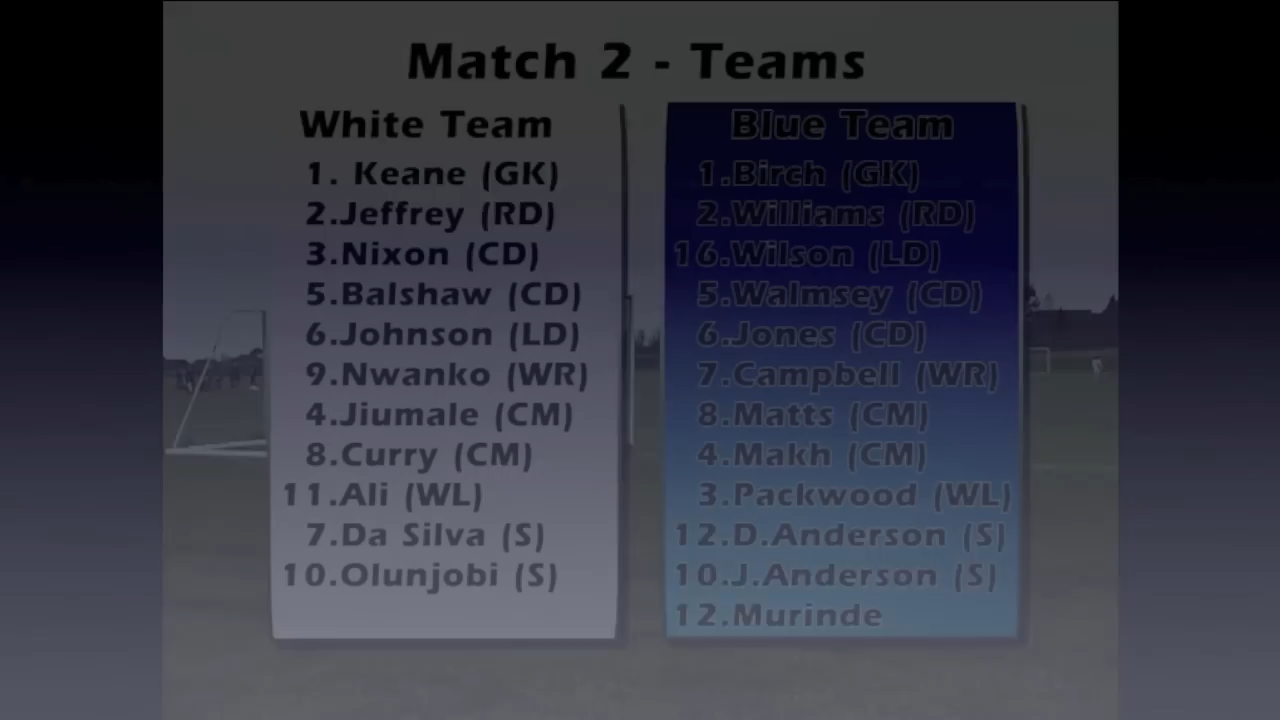 Match 2 - Teams
White Team
1. Keane (GK)
2.Jeffrey (RD)
3.Nixon (CD)
5.Balshaw (CD)
6.Johnson (LD)
9.Nwanko (WR)
4.Jiumale (CM)
8.Curry (CM)
11.Ali (WL)
7.Da Silva (S)
10.Olunjobi (S)
Blue Team
1.Birch (GK)
2.Williams (RD)
16.Wilson (LD)
5.Walmsey (CD)
6.Jones (CD)
7.Campbell (WR)
8.Matts (CM)
4.Makh (CM)
3.Packwood (WL)
12.D.Anderson (S)
10.J.Anderson (S)
12.Murinde